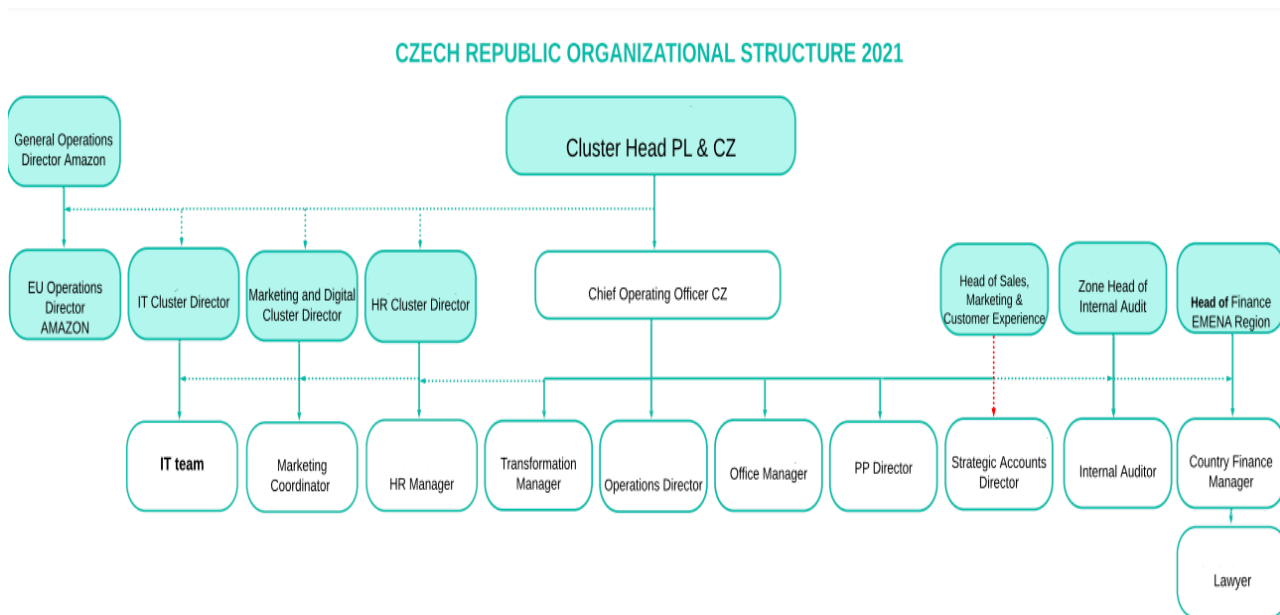 CZECH REPUBLIC ORGANIZATIONAL STRUCTURE 2021
General Operations
Director Amazon
Cluster Head PL & CZ
EU Operations
Director
AMAZON
IT Cluster Director
Marketing and Digital
Cluster Director
HR Cluster Director
Chief Operating Officer CZ
Head of Sales,
Marketing &
Customer Experience
Zone Head of
Internal Audit
Head of Finance
EMENA Region
IT team
Marketing
Coordinator
HR Manager
Transformation
Manager
Operations Director
Office Manager
PP Director
Strategic Accounts
Director
Internal Auditor
Country Finance
Manager
Lawyer